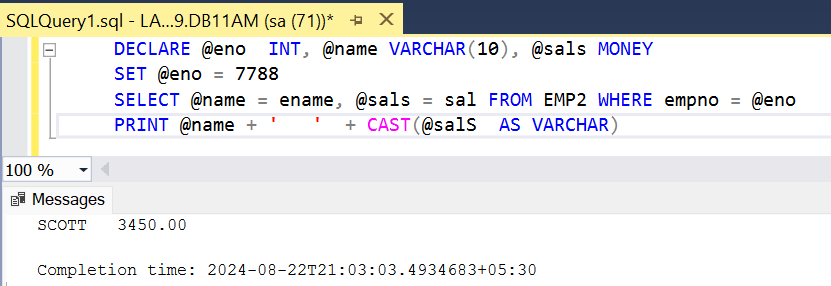 SQLQuery1.sql - LA...9.DB11AM (sa (71))*
DECLARE @eno  INT, @name VARCHAR(10), @sals MONEY
SET @eno = 7788
SELECT @name = ename, @sals = sal FROM EMP2 WHERE empno = @eno
PRINT @name + '   '  + CAST(@salS  AS VARCHAR)
100 %
Messages
SCOTT   3450.00
Completion time: 2024-08-22T21:03:03.4934683+05:30